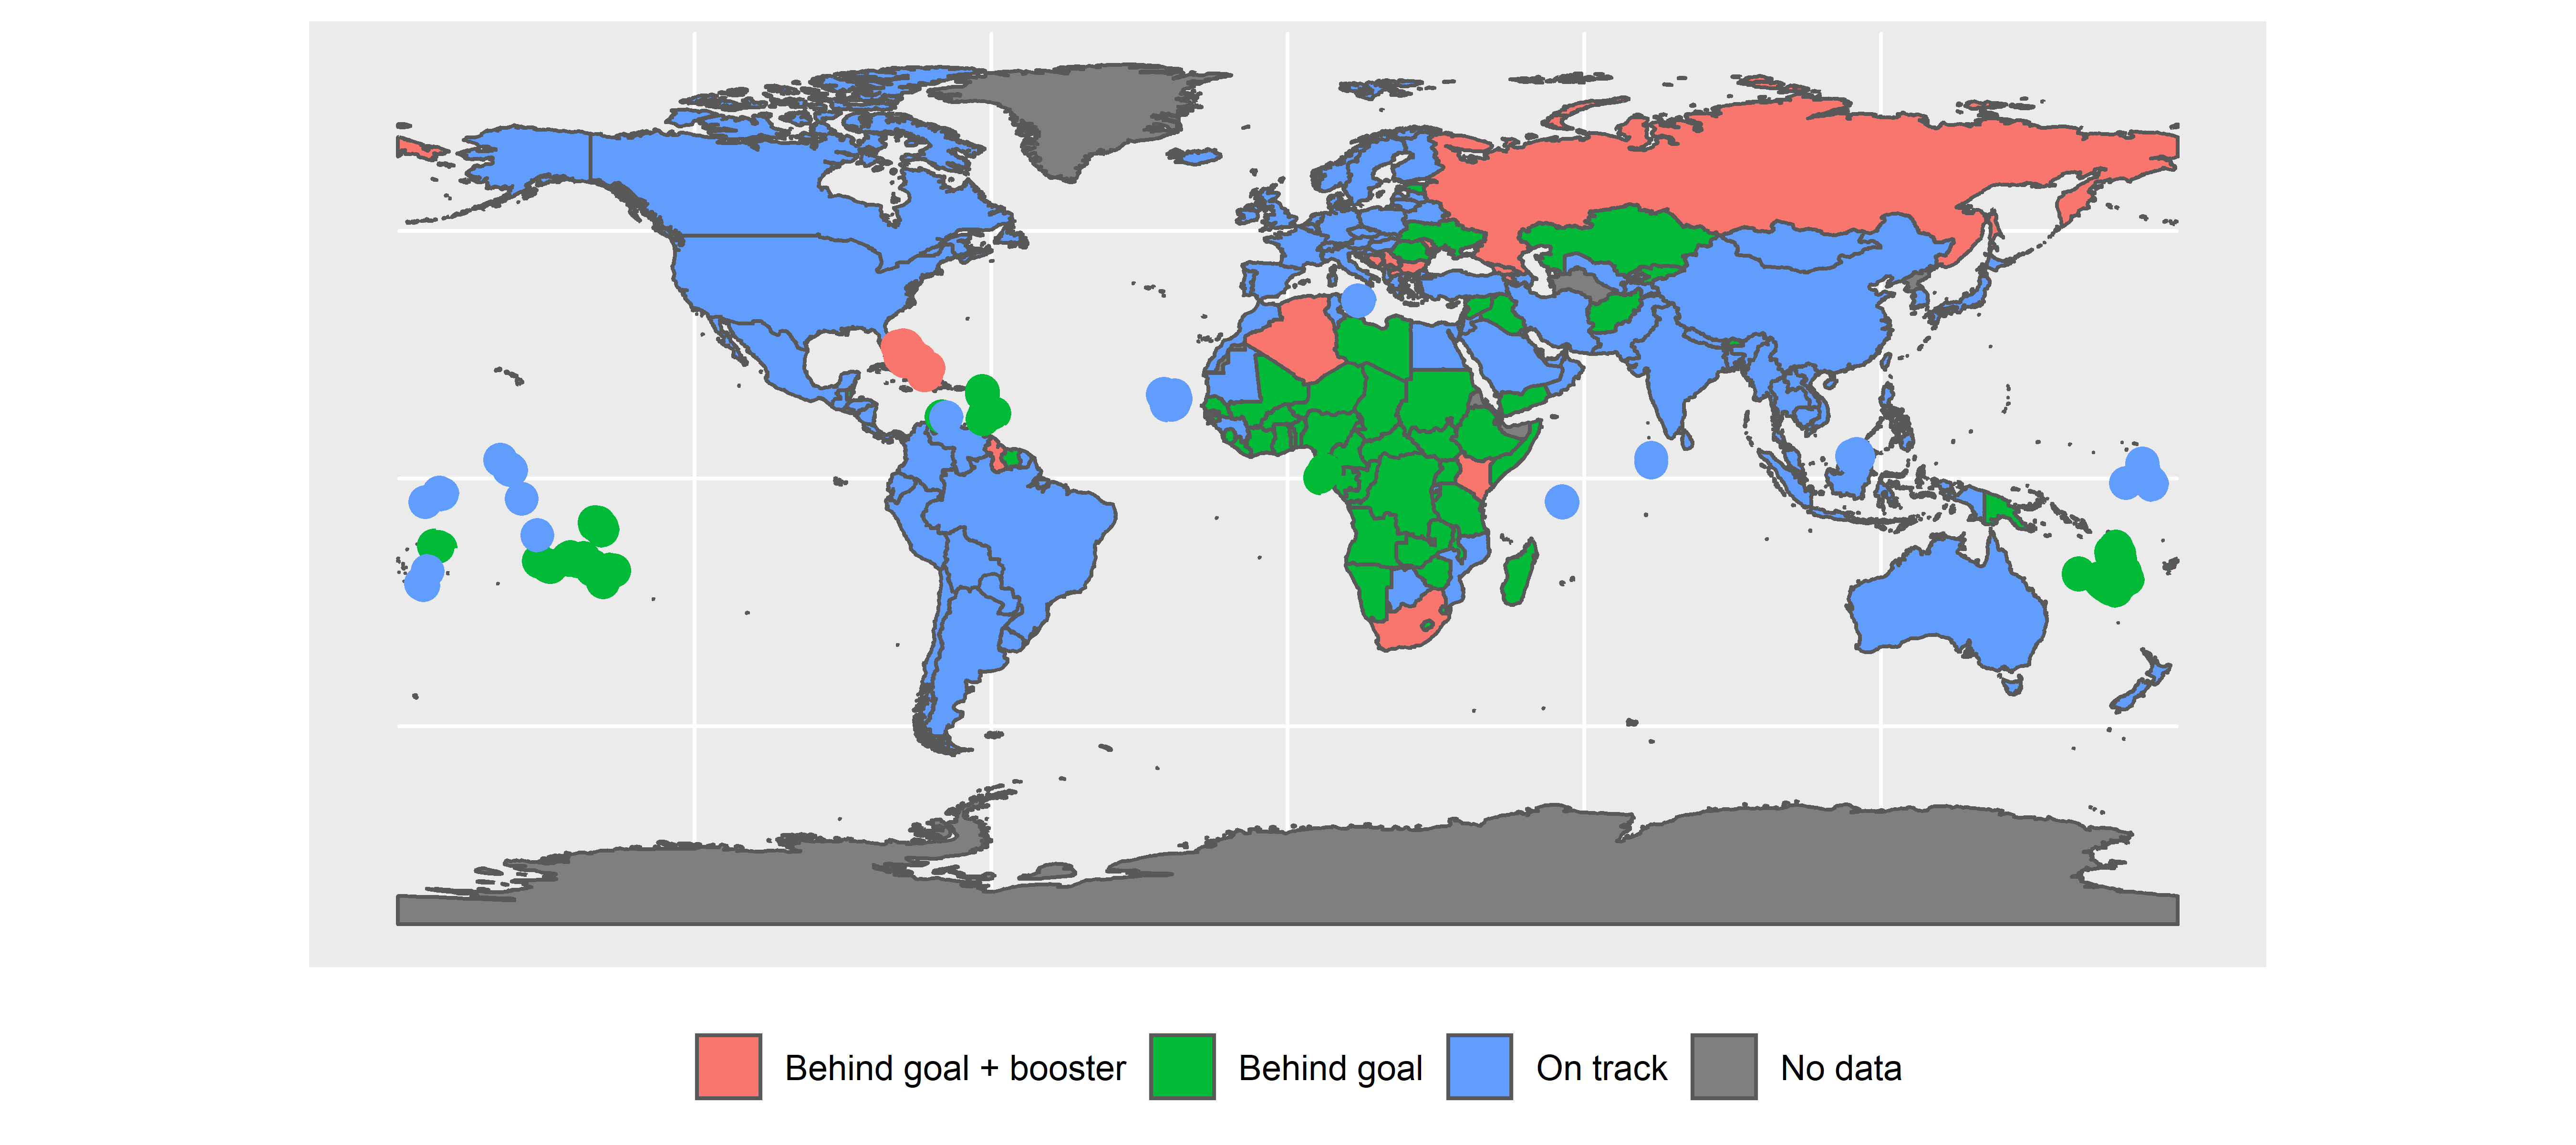 Behind goal + booster Behind goal On track No data